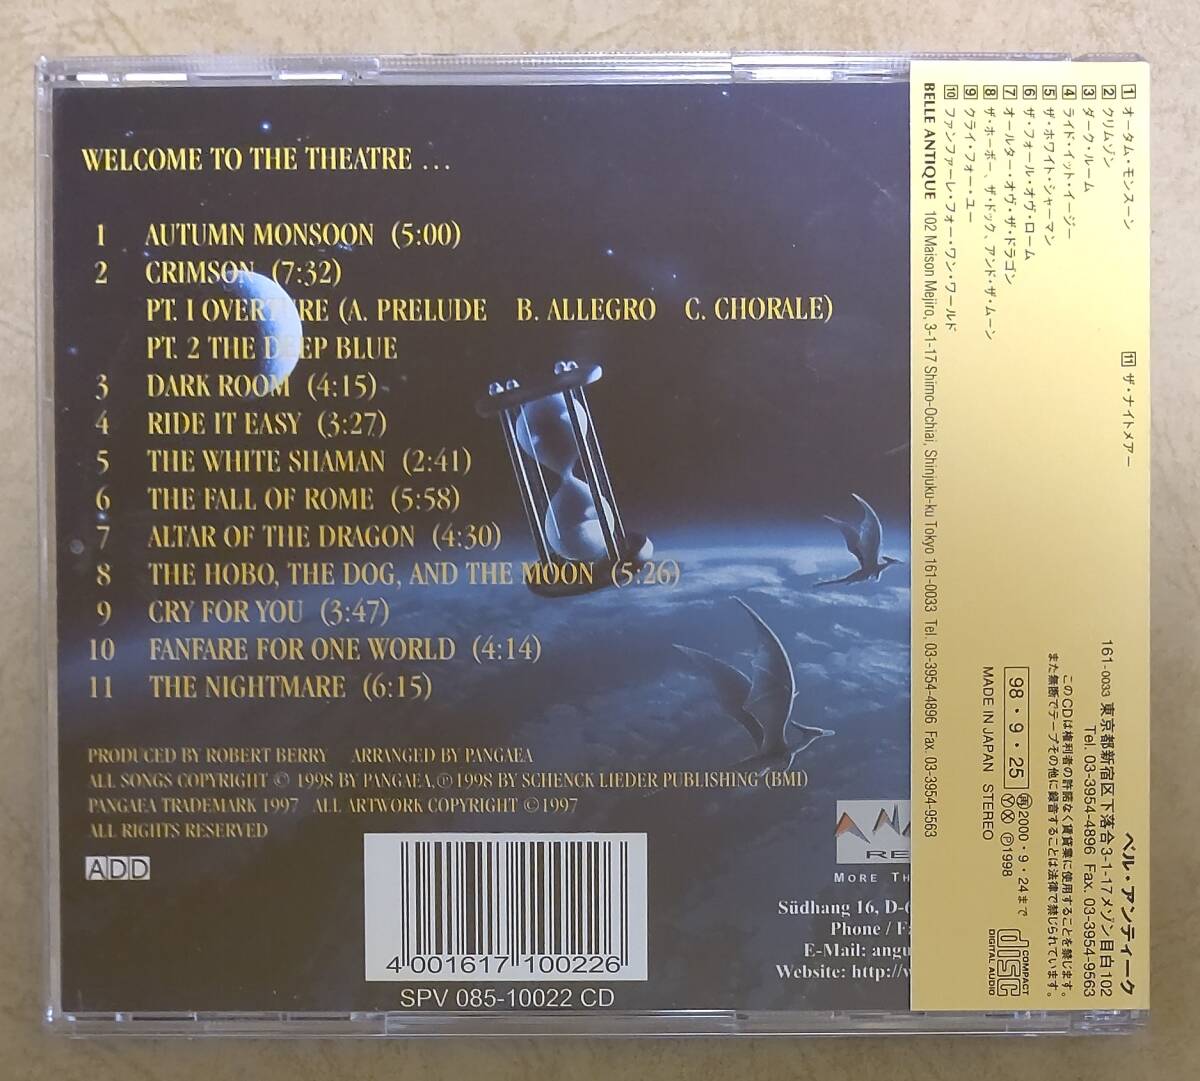 WELCOME TO THE THEATRE ...
1 AUTUMN MONSOON (5:00)
2 CRIMSON (7:32)
PT. 1 OVERTURE (A. PRELUDE B. ALLEGRO C. CHORALE)
PT. 2 THE DEEP BLUE
3 DARK ROOM (4:15)
4 RIDE IT EASY (3:27)
5 THE WHITE SHAMAN (2:41)
6 THE FALL OF ROME (5:58)
7 ALTAR OF THE DRAGON (4:30)
8 THE HOBO, THE DOG, AND THE MOON (5:26)
9 CRY FOR YOU (3:47)
10 FANFARE FOR ONE WORLD (4:14)
11 THE NIGHTMARE (6:15)
PRODUCED BY ROBERT BERRY ARRANGED BY PANGAEA
ALL SONGS COPYRIGHT © 1998 BY PANGAEA, ℗ 1998 BY SCHENCK LIEDER PUBLISHING (BMI)
PANGAEA TRADEMARK 1997 ALL ARTWORK COPYRIGHT © 1997
ALL RIGHTS RESERVED
ADD
4 001617 100226
SPV 085-10022 CD
RE
MORE TH
Südhang 16, D-6
Phone / Fa
E-Mail: angu
Website: http://w
1 オータム・モンスーン
2 クリムゾン
3 ダーク・ルーム
4 ライド・イット・イージー
5 ザ・ホワイト・シャーマン
6 ザ・フォール・オヴ・ローム
7 オールター・オヴ・ザ・ドラゴン
8 ザ・ホーボー、ザ・ドック、アンド・ザ・ムーン
9 クライ・フォー・ユー
10 ファンファーレ・フォー・ワン・ワールド
11 ザ・ナイトメアー
BELLE ANTIQUE 102 Maison Mejiro, 3-1-17 Shimo-Ochiai, Shinjuku-ku Tokyo 161-0033 Tel. 03-3954-4896 Fax. 03-3954-9563
ベル・アンティーク
161-0033 東京都新宿区下落合3-1-17メゾン目白102
Tel. 03-3954-4896 Fax. 03-3954-9563
このCDは権利者の許諾なく賃貸業に使用することを禁じます。
また無断でテープその他に録音することは法律で禁じられています。
98・9・25
再2000・9・24まで
Y X ℗1998
MADE IN JAPAN STEREO
COMPACT
disc
DIGITAL AUDIO